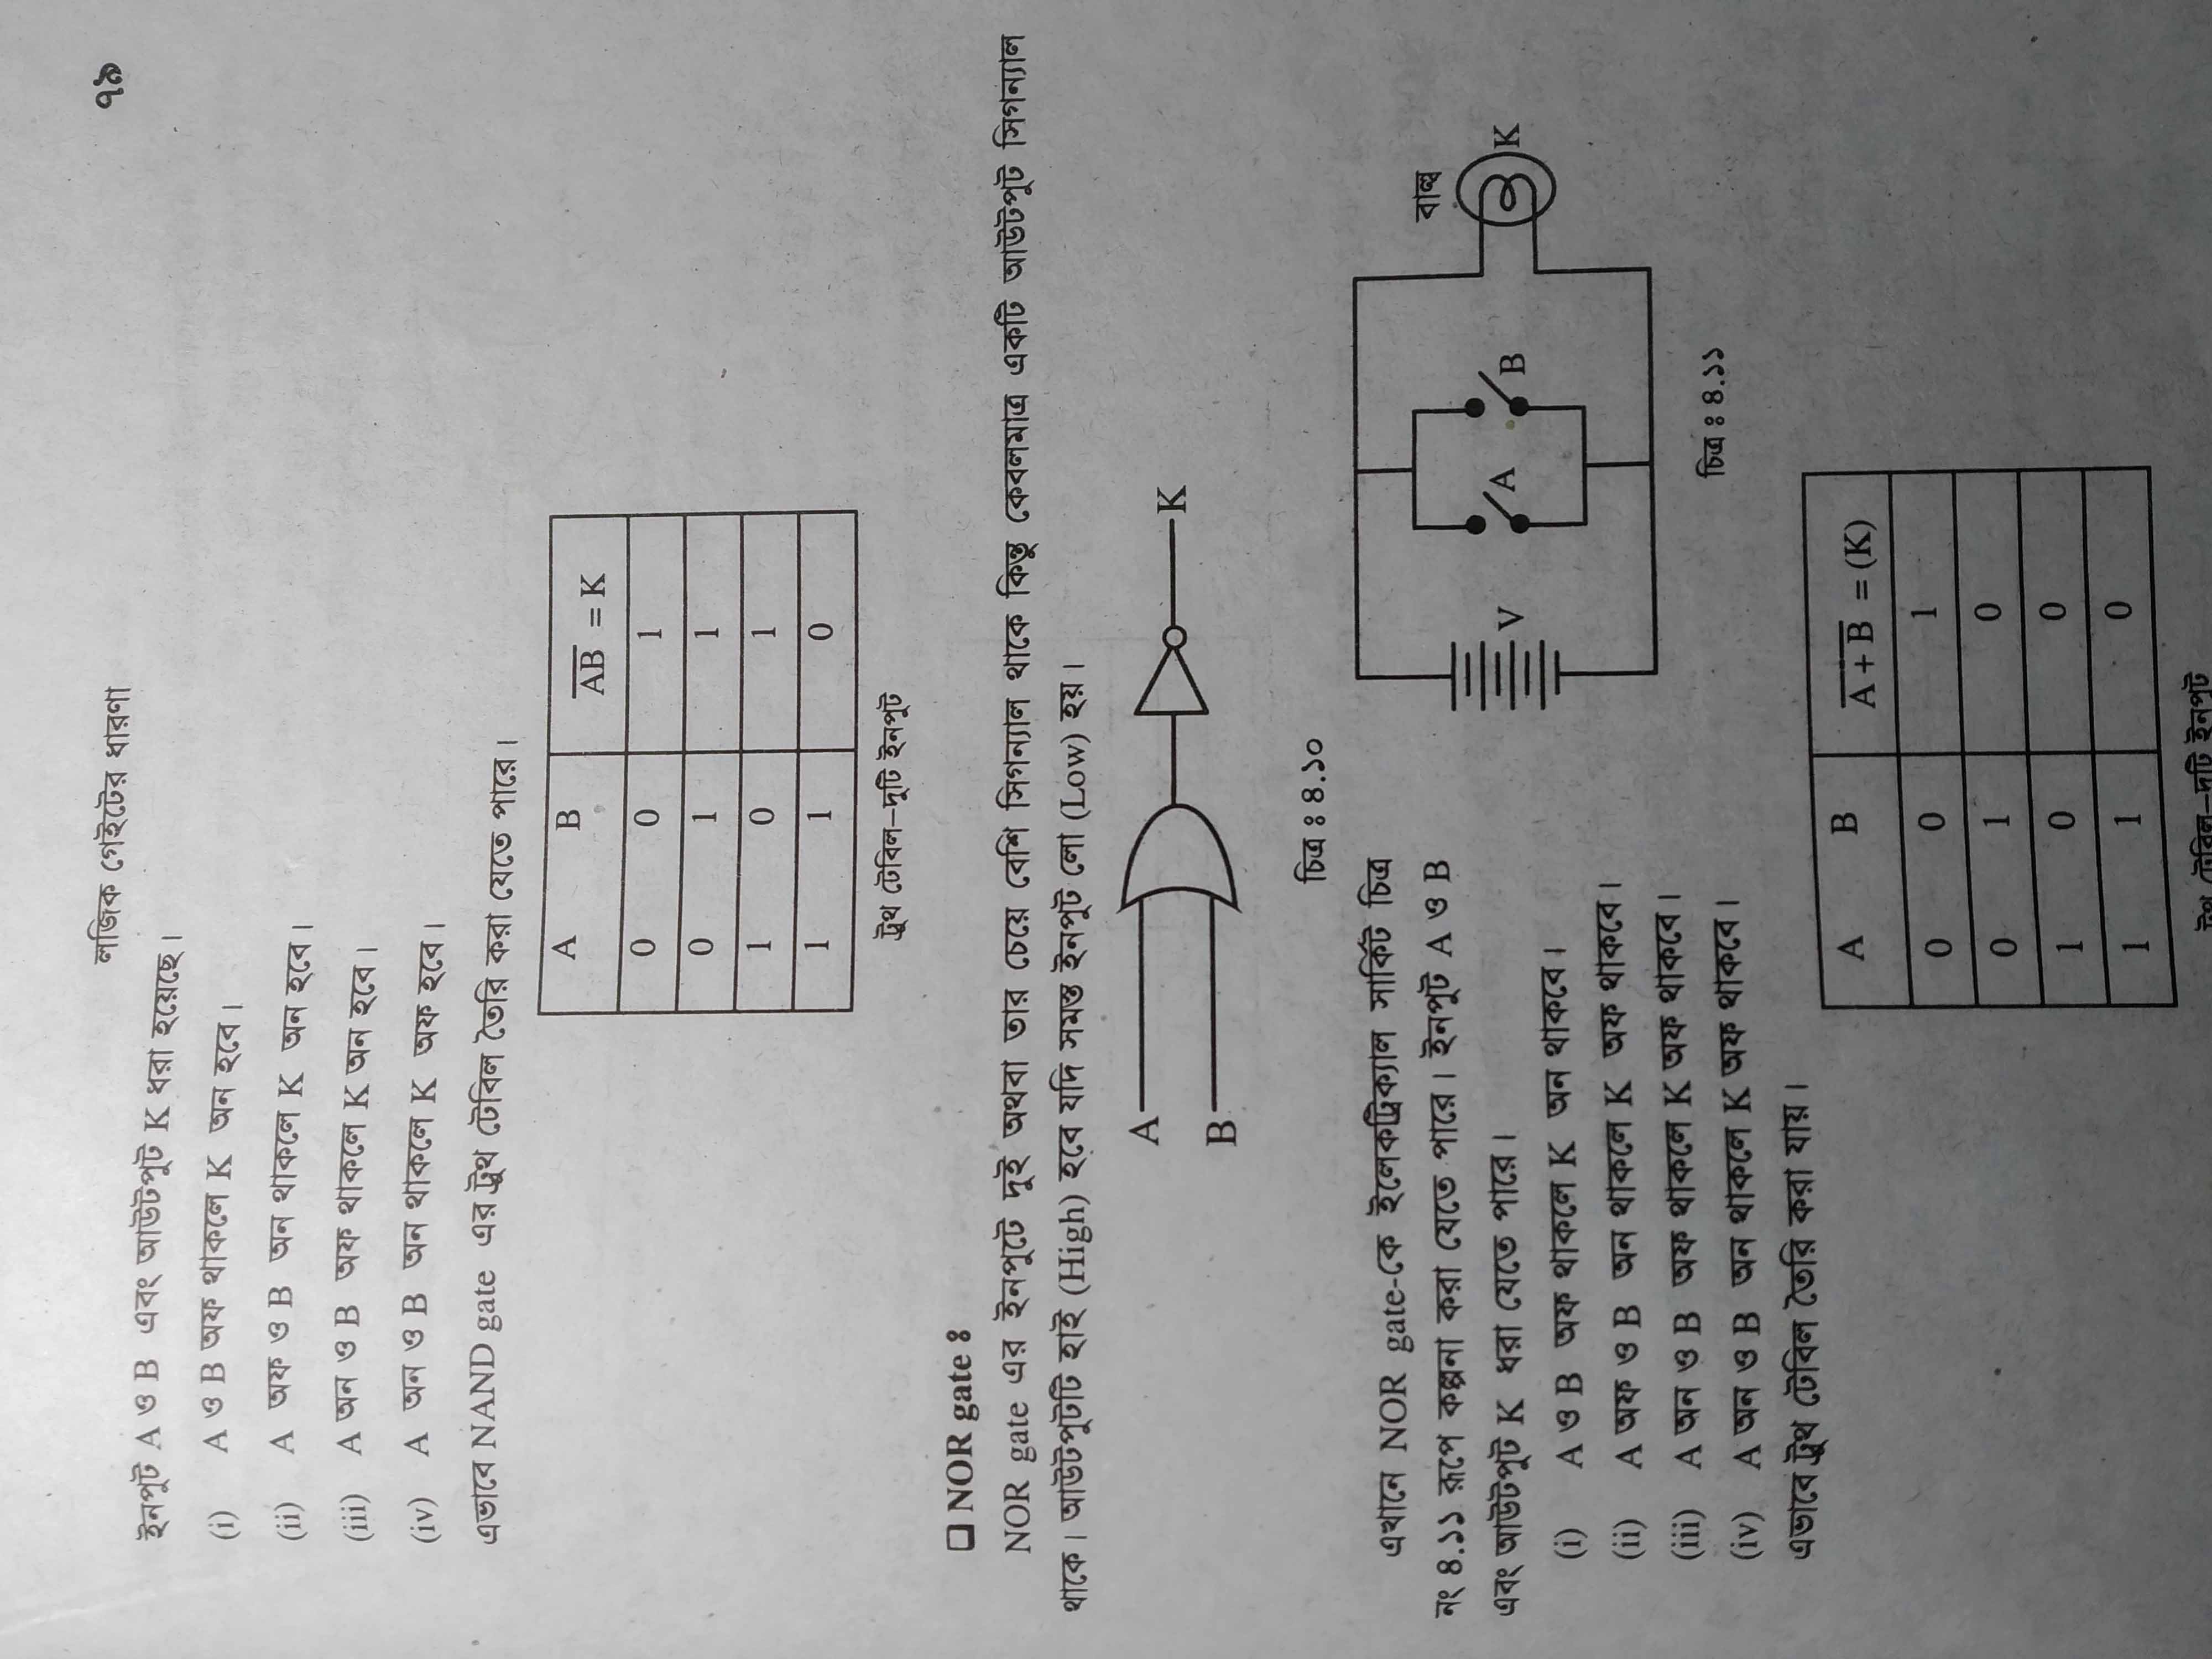 লজিক গেইটের ধারণা ৭৯
ইনপুট A ও B এবং আউটপুট K ধরা হয়েছে।
(i) A ও B অফ থাকলে K অন হবে।
(ii) A অফ ও B অন থাকলে K অন হবে।
(iii) A অন ও B অফ থাকলে K অন হবে।
(iv) A অন ও B অন থাকলে K অফ হবে।
এভাবে NAND gate এর ট্রুথ টেবিল তৈরি করা যেতে পারে।
A B A̅B̅ = K
0 0 1
0 1 1
1 0 1
1 1 0
ট্রুথ টেবিল–দুটি ইনপুট
❑ NOR gate ঃ
NOR gate এর ইনপুটে দুই অথবা তার চেয়ে বেশি সিগন্যাল থাকে কিন্তু কেবলমাত্র একটি আউটপুট সিগন্যাল
থাকে। আউটপুটটি হাই (High) হবে যদি সমস্ত ইনপুট লো (Low) হয়।
A
K
B
চিত্র ঃ ৪.১০
এখানে NOR gate-কে ইলেকট্রিক্যাল সার্কিট চিত্র
নং ৪.১১ রূপে কল্পনা করা যেতে পারে। ইনপুট A ও B
এবং আউটপুট K ধরা যেতে পারে।
(i) A ও B অফ থাকলে K অন থাকবে।
(ii) A অফ ও B অন থাকলে K অফ থাকবে।
(iii) A অন ও B অফ থাকলে K অফ থাকবে।
(iv) A অন ও B অন থাকলে K অফ থাকবে।
এভাবে ট্রুথ টেবিল তৈরি করা যায়।
বাল্ব
V A B K
চিত্র ঃ ৪.১১
A B A̅ +̅ B̅ = (K)
0 0 1
0 1 0
1 0 0
1 1 0
ট্রুথ টেবিল–দুটি ইনপুট